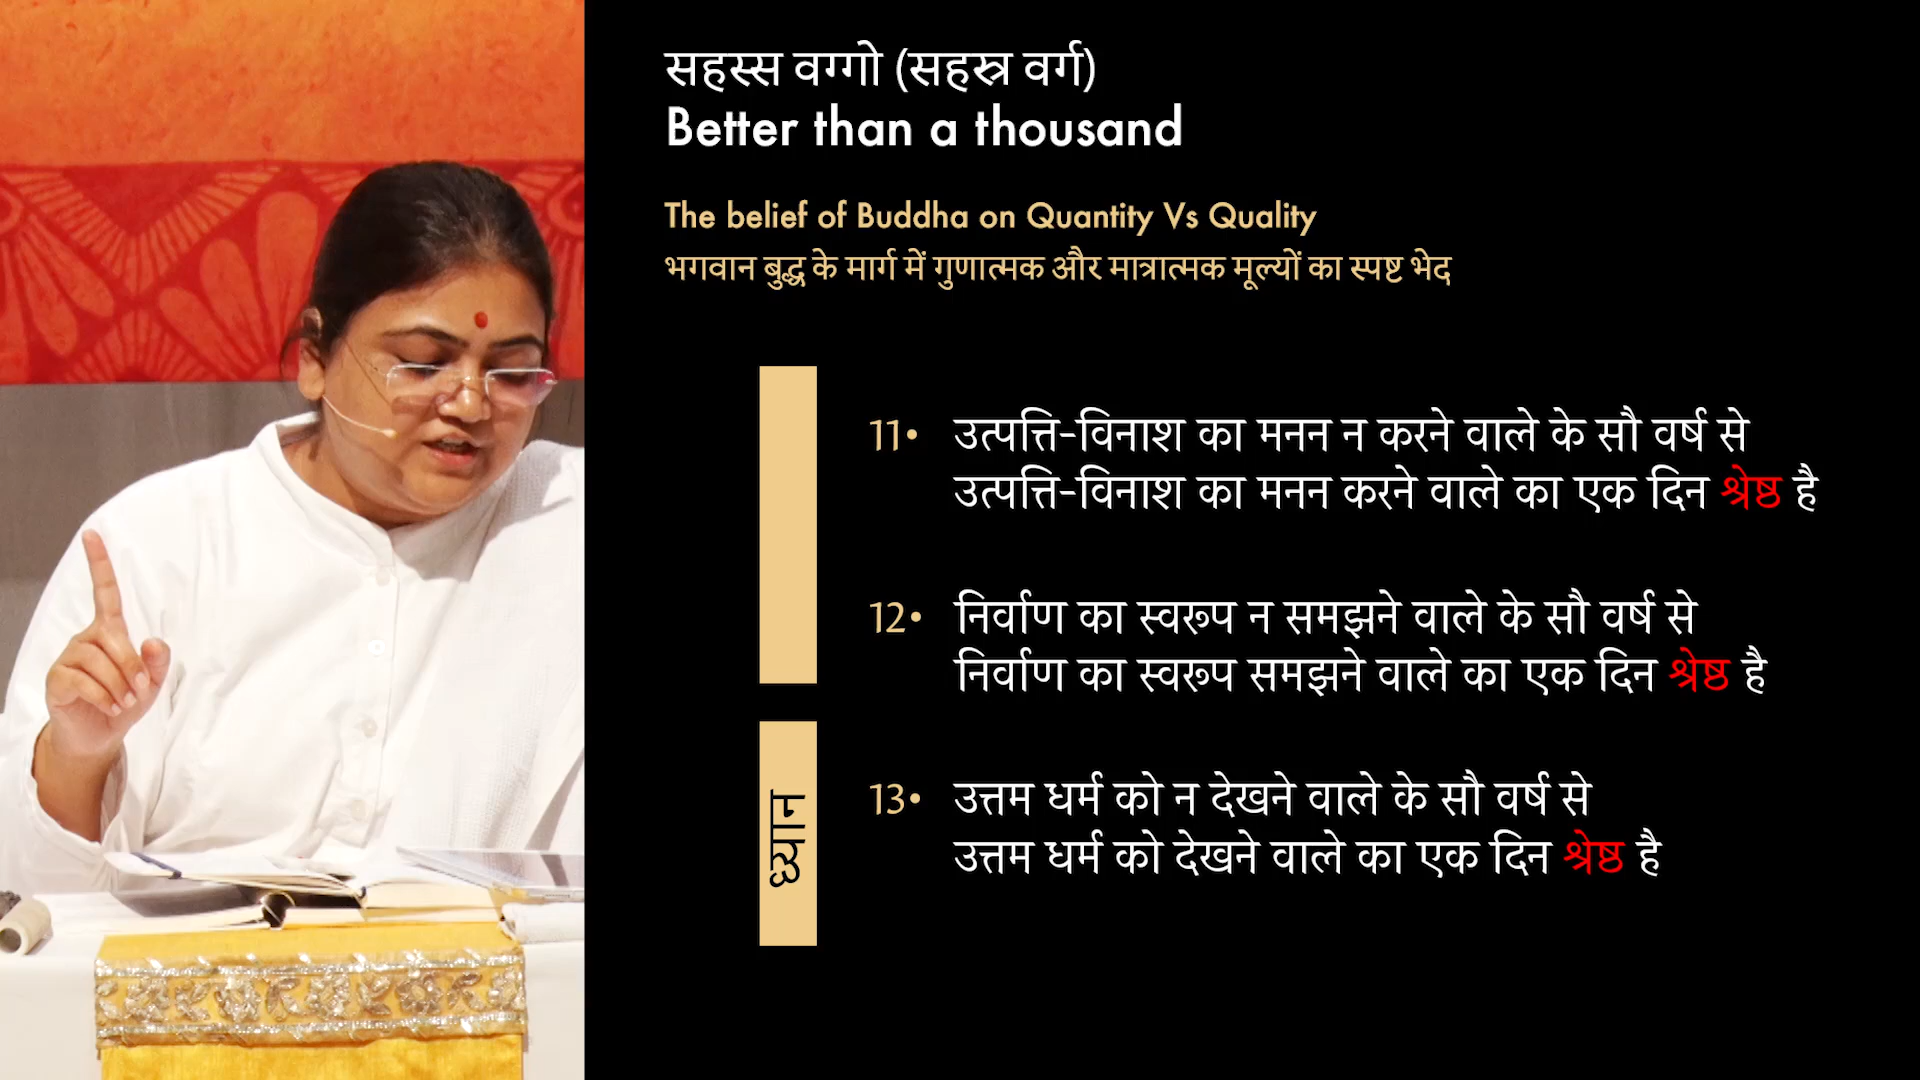 सहस्स वग्गो (सहस्र वर्ग)
Better than a thousand
The belief of Buddha on Quantity Vs Quality
भगवान बुद्ध के मार्ग में गुणात्मक और मात्रात्मक मूल्यों का स्पष्ट भेद
11• उत्पत्ति-विनाश का मनन न करने वाले के सौ वर्ष से
उत्पत्ति-विनाश का मनन करने वाले का एक दिन श्रेष्ठ है
12• निर्वाण का स्वरूप न समझने वाले के सौ वर्ष से
निर्वाण का स्वरूप समझने वाले का एक दिन श्रेष्ठ है
ध्यान
13• उत्तम धर्म को न देखने वाले के सौ वर्ष से
उत्तम धर्म को देखने वाले का एक दिन श्रेष्ठ है